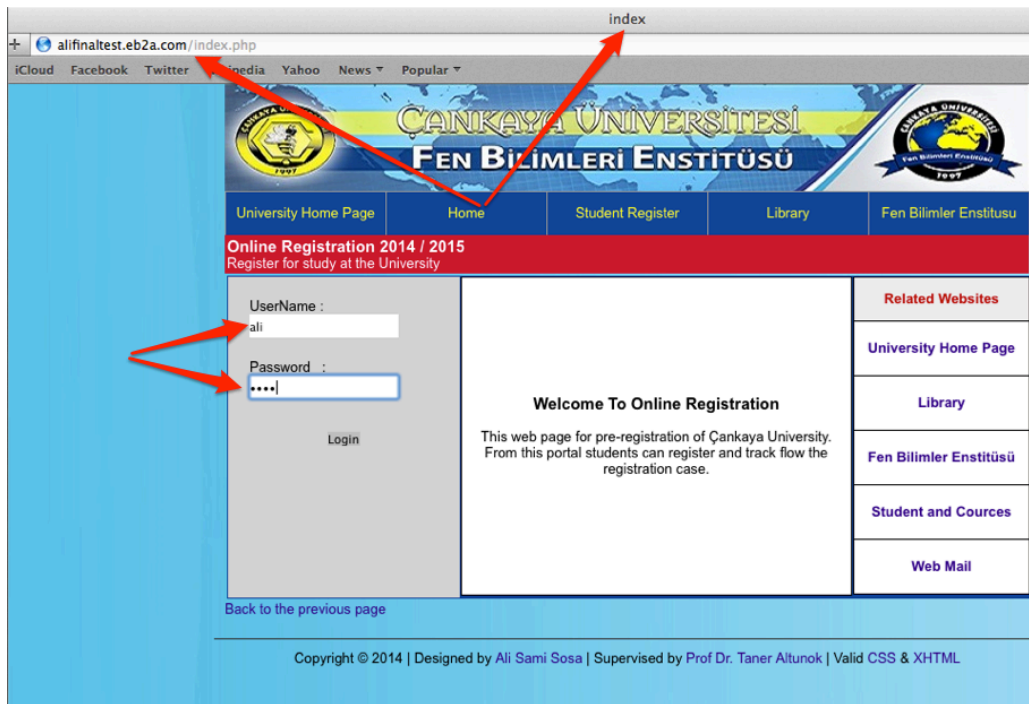 index
alifinaltest.eb2a.com/index.php
iCloud Facebook Twitter Yahoo News Popular
ÇANKAYA ÜNİVERSİTESİ
FEN BİLİMLERİ ENSTİTÜSÜ
1997
Fen Bilimleri Enstitüsü
1997
University Home Page Home Student Register Library Fen Bilimler Enstitusu
Online Registration 2014 / 2015
Register for study at the University
UserName :
ali
Password :
Login
Welcome To Online Registration
This web page for pre-registration of Çankaya University.
From this portal students can register and track flow the
registration case.
Related Websites
University Home Page
Library
Fen Bilimler Enstitüsü
Student and Cources
Web Mail
Back to the previous page
Copyright © 2014 | Designed by Ali Sami Sosa | Supervised by Prof Dr. Taner Altunok | Valid CSS & XHTML